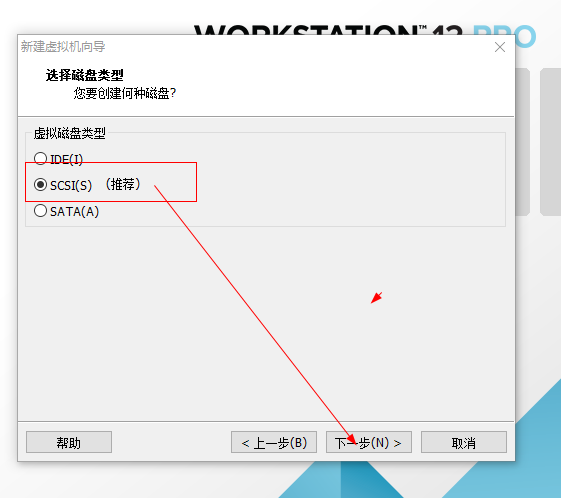 WORKSTATION™ 12 PRO
新建虚拟机向导
选择磁盘类型
您要创建何种磁盘?
虚拟磁盘类型
IDE(I)
SCSI(S) （推荐）
SATA(A)
帮助
< 上一步(B)
下一步(N) >
取消